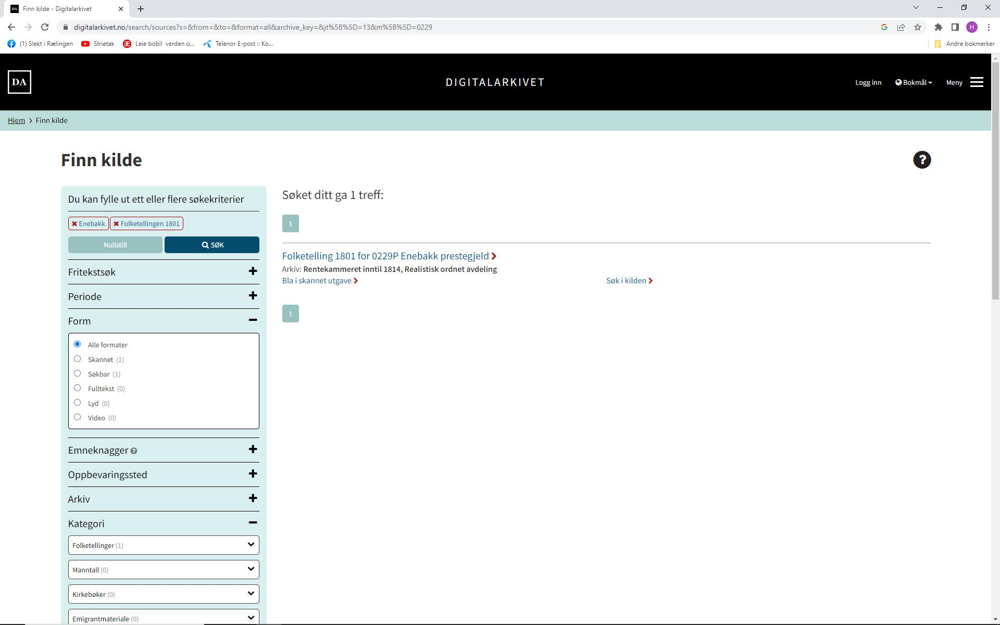 DA Finn kilde - Digitalarkivet
digitalarkivet.no/search/sources?s=&from=&to=&format=all&archive_key=&jt%5B%5D=13&m%5B%5D=0229
H
(1) Slekt i Rælingen
Strietak
Leie bobil verden o...
Telenor E-post :: Ko...
Andre bokmerker
DA
DIGITALARKIVET
Logg inn
Bokmål
Meny
Hjem > Finn kilde
Finn kilde
?
Du kan fylle ut ett eller flere søkekriterier
Enebakk
Folketellingen 1801
Nullstill
SØK
Fritekstsøk
Periode
Form
Alle formater
Skannet (1)
Søkbar (1)
Fulltekst (0)
Lyd (0)
Video (0)
Emneknagger ?
Oppbevaringssted
Arkiv
Kategori
Folketellinger (1)
Manntall (0)
Kirkebøker (0)
Emigrantmateriale (0)
Søket ditt ga 1 treff:
1
Folketelling 1801 for 0229P Enebakk prestegjeld
Arkiv: Rentekammeret inntil 1814, Realistisk ordnet avdeling
Bla i skannet utgave
Søk i kilden
1